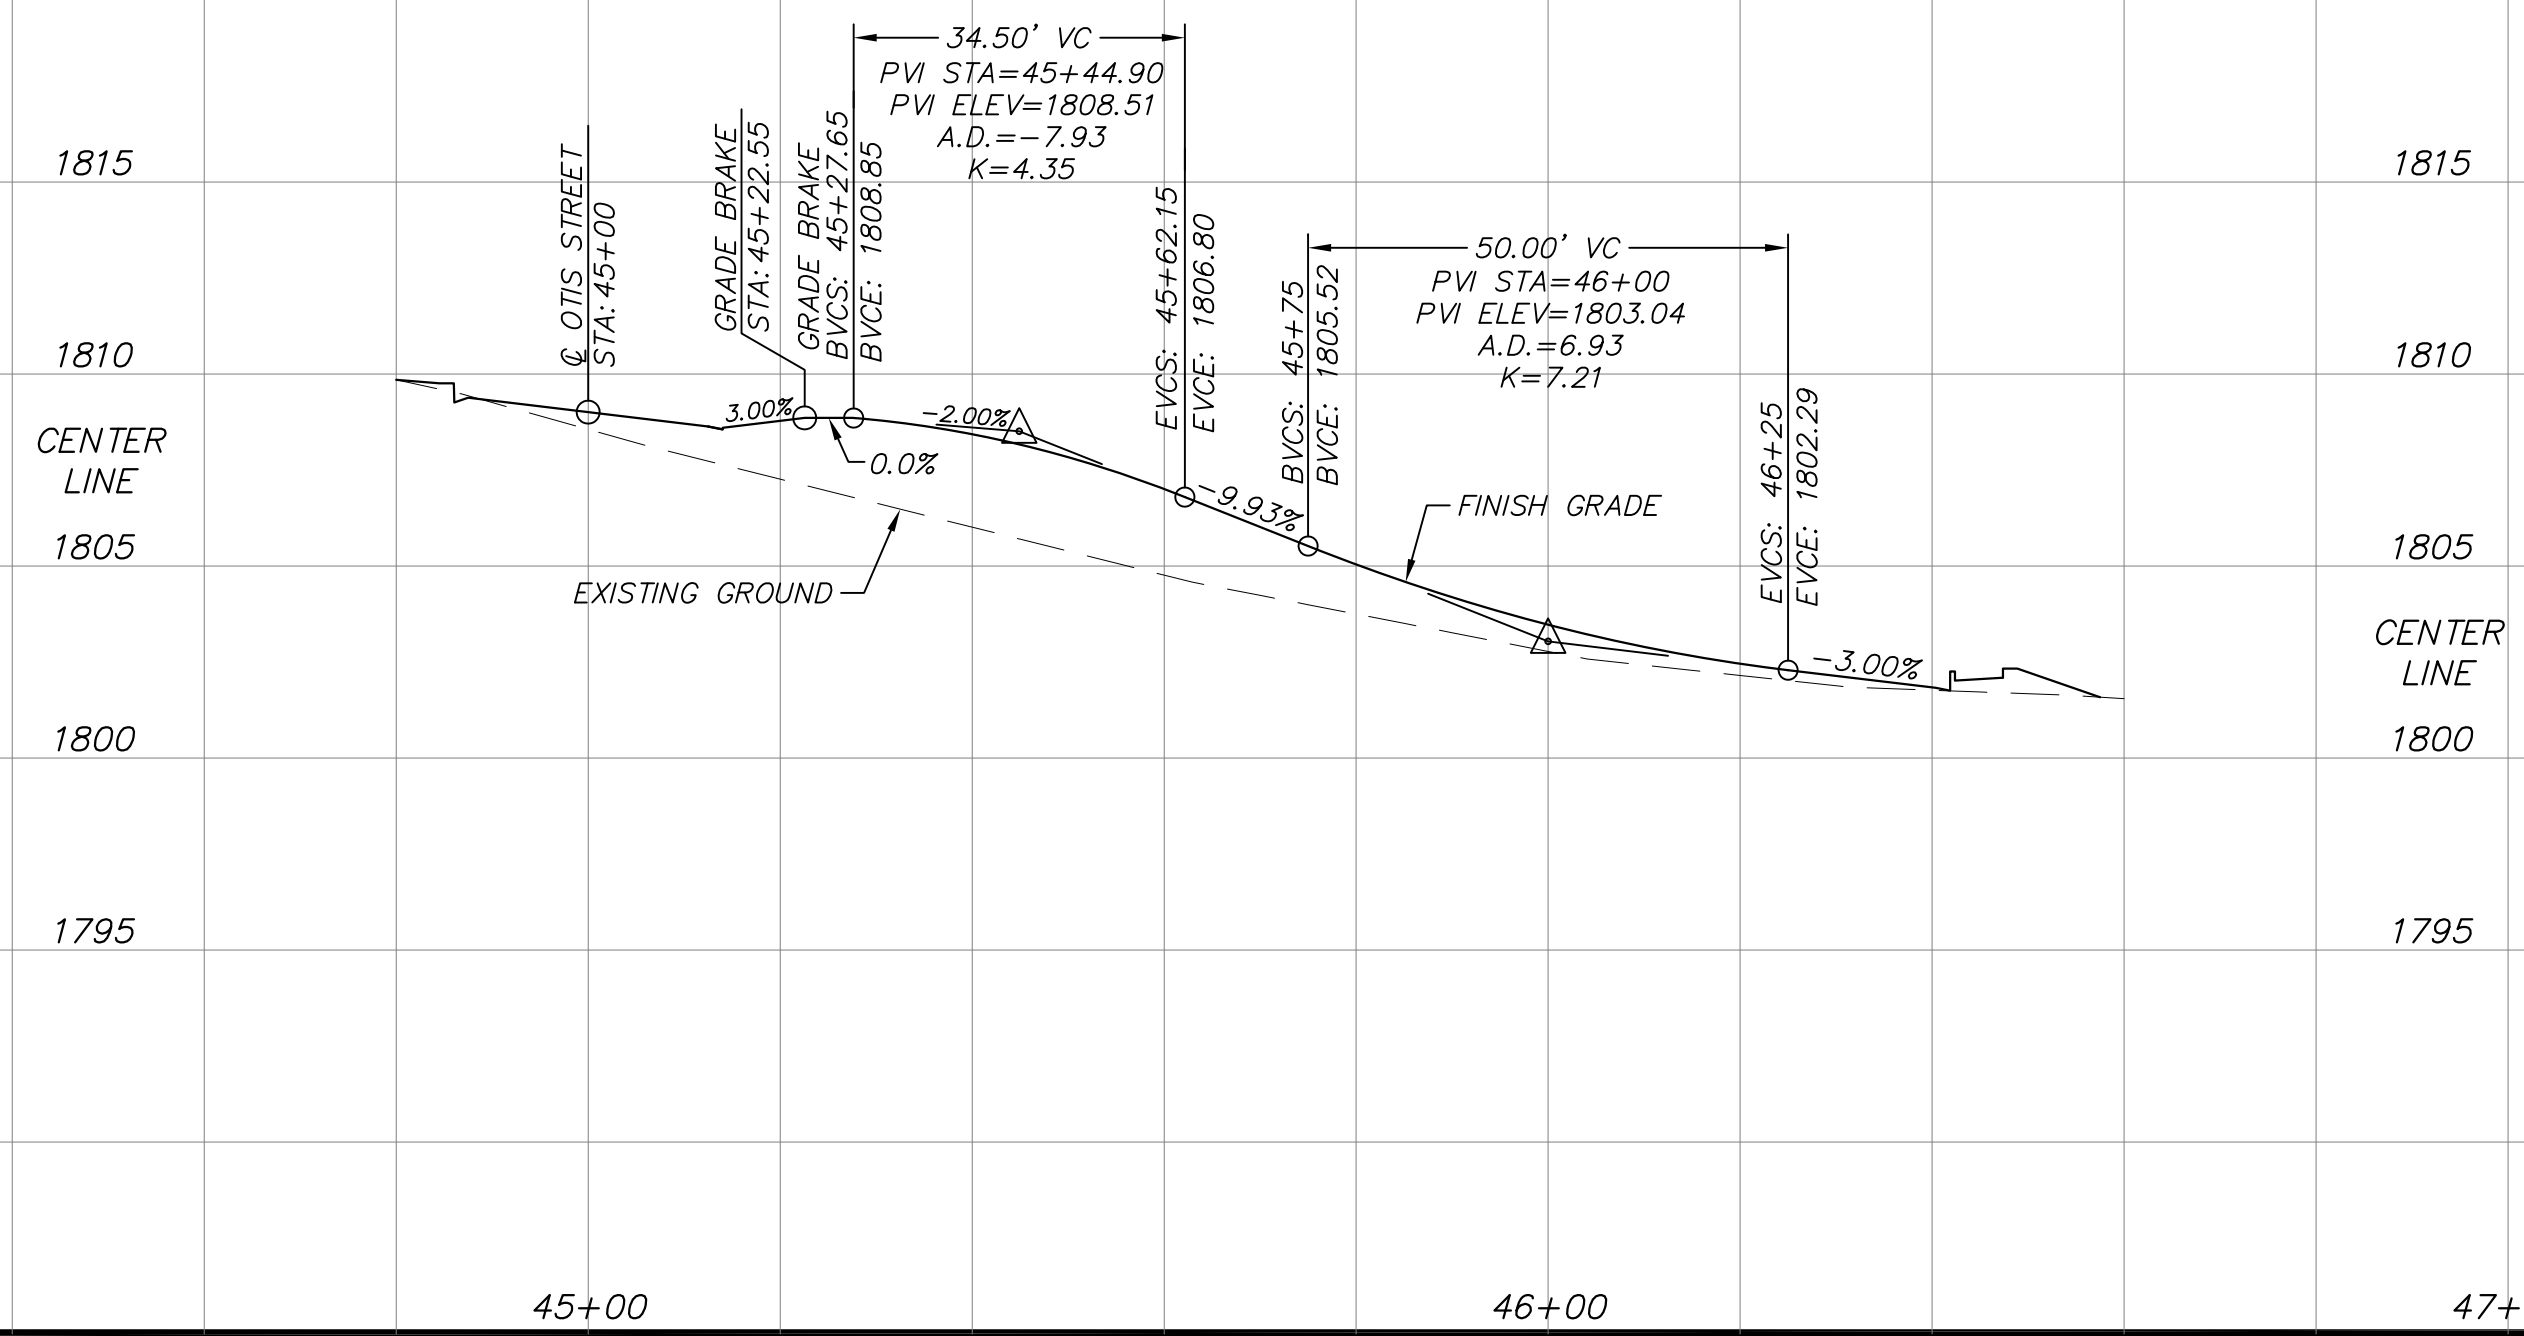 34.50' VC
PVI STA=45+44.90
PVI ELEV=1808.51
A.D.=-7.93
K=4.35
℄ OTIS STREET
STA:45+00
GRADE BRAKE
STA:45+22.55
GRADE BRAKE
BVCS: 45+27.65
BVCE: 1808.85
EVCS: 45+62.15
EVCE: 1806.80
50.00' VC
PVI STA=46+00
PVI ELEV=1803.04
A.D.=6.93
K=7.21
BVCS: 45+75
BVCE: 1805.52
EVCS: 46+25
EVCE: 1802.29
1815
1815
1810
1810
3.00%
-2.00%
0.0%
-9.93%
-3.00%
CENTER
LINE
FINISH GRADE
EXISTING GROUND
1805
1805
CENTER
LINE
1800
1800
1795
1795
45+00
46+00
47+